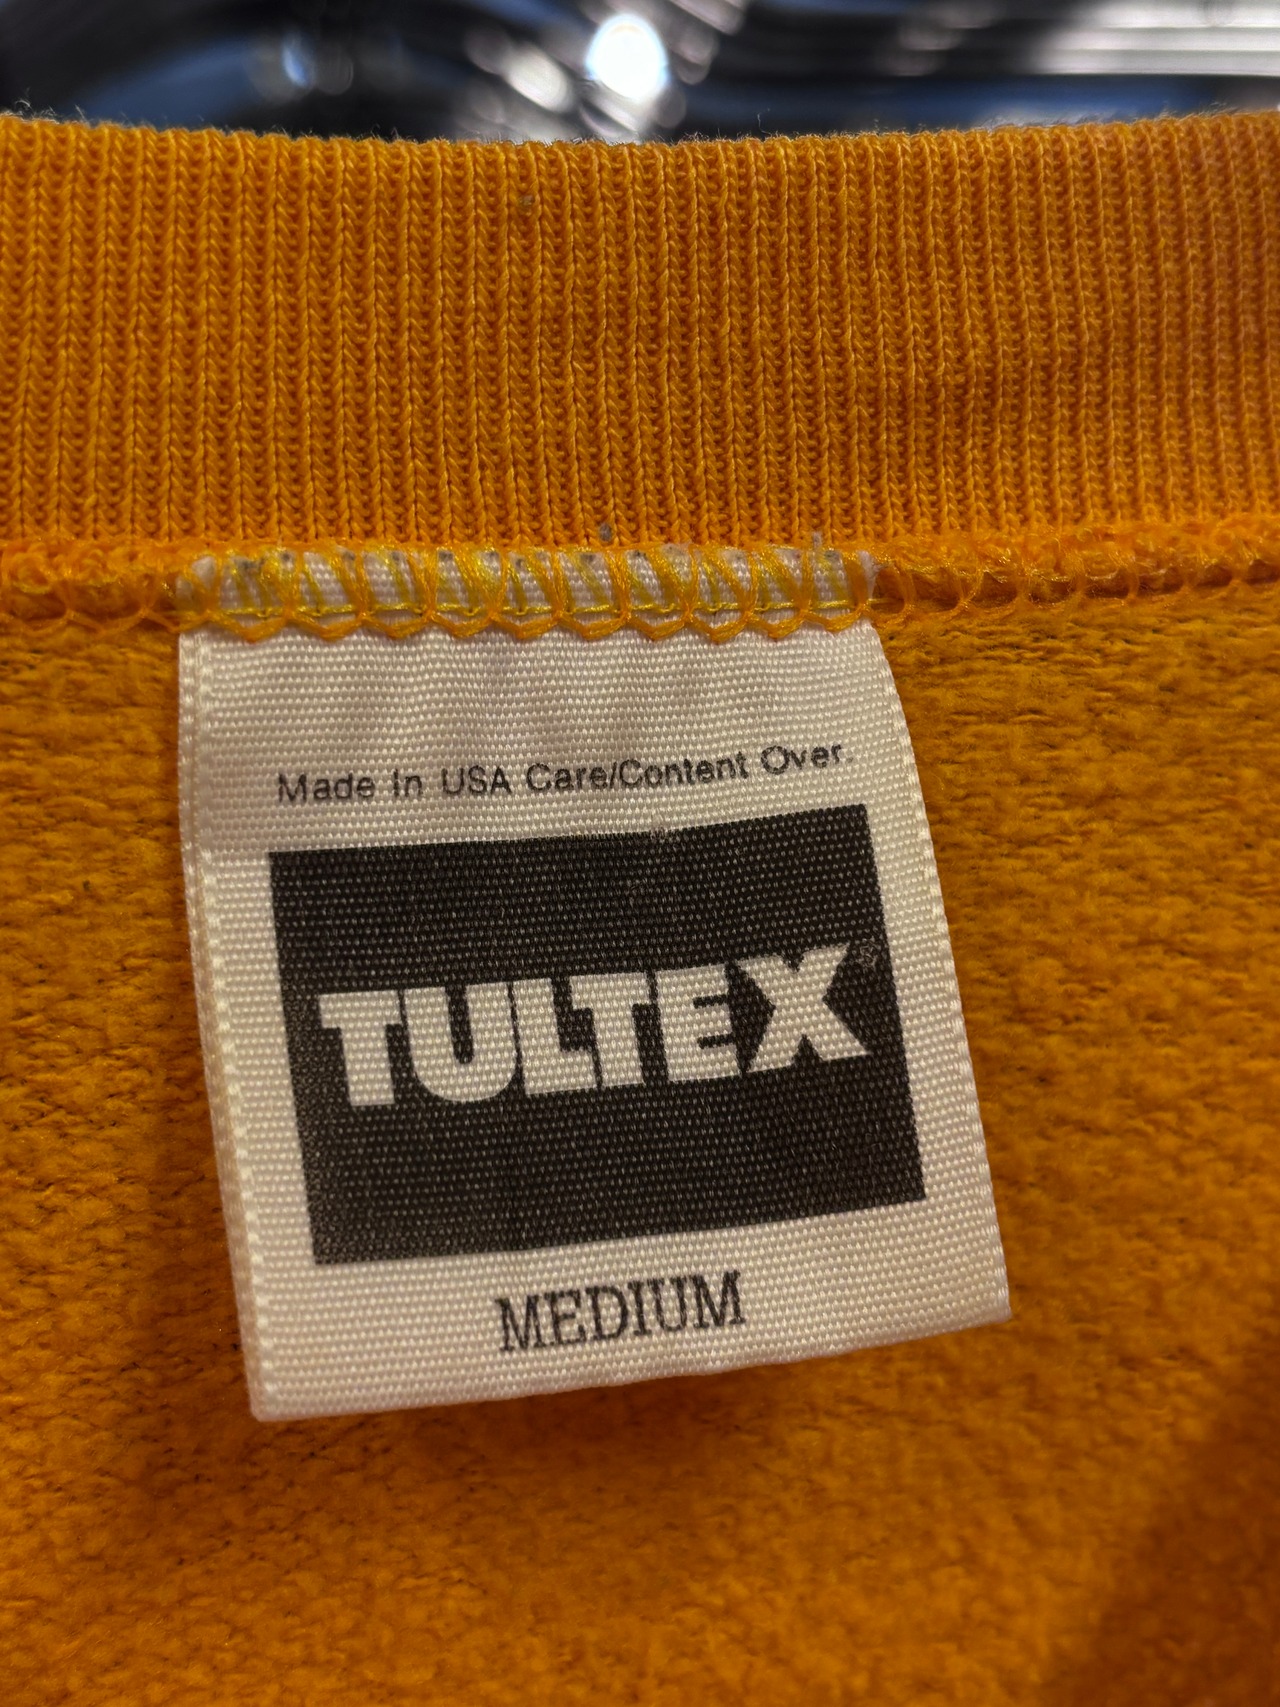 Made In USA Care/Content Over.
TULTEX®
MEDIUM